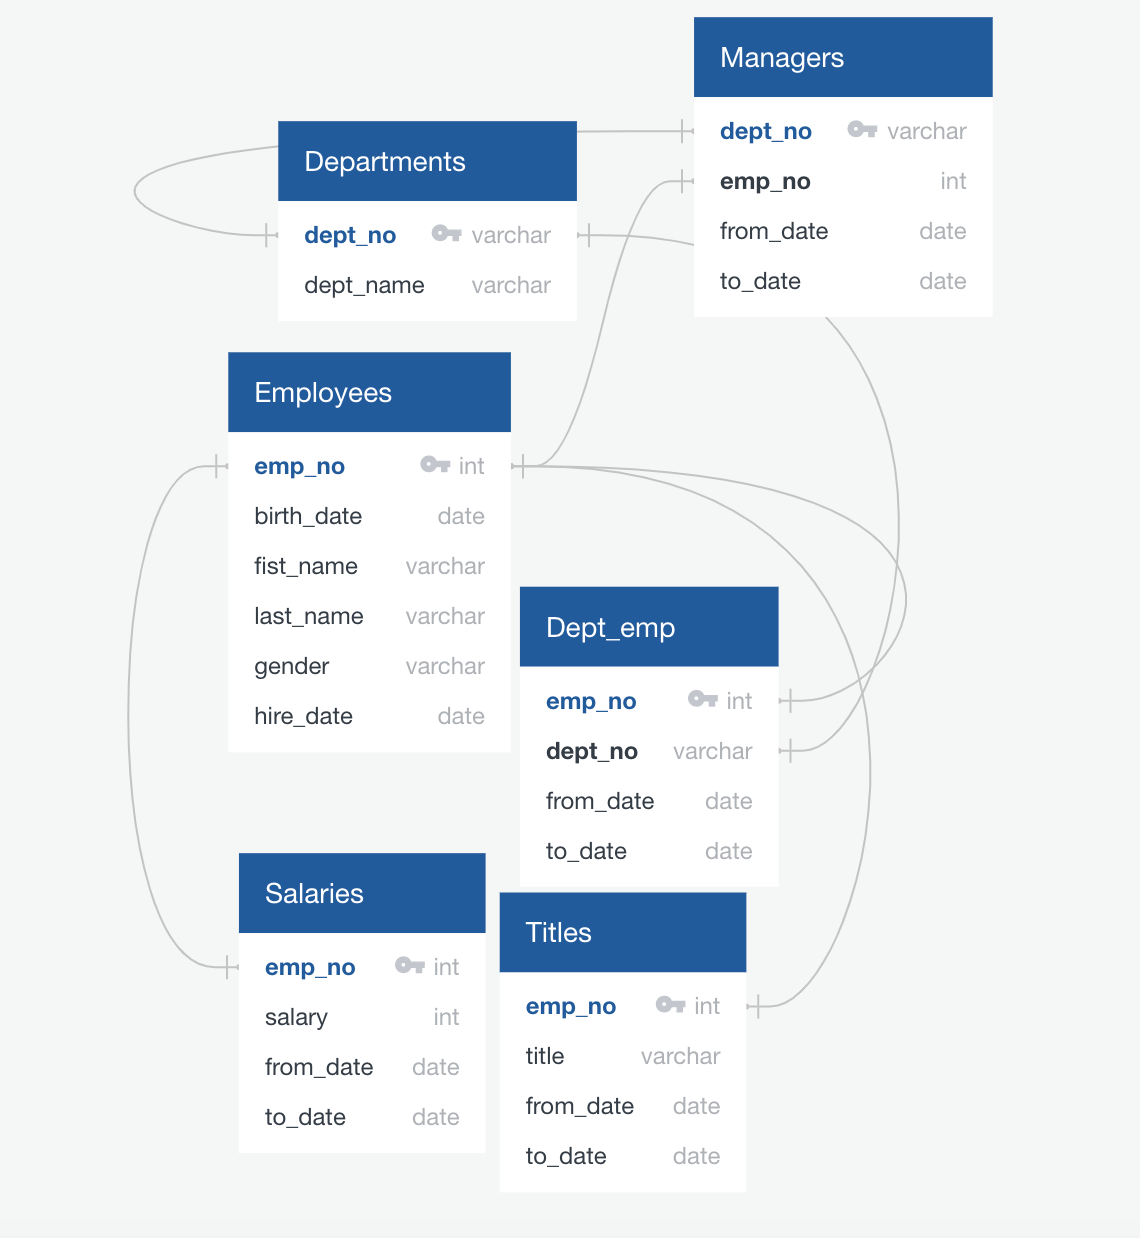 Managers
dept_no varchar
emp_no int
from_date date
to_date date
Departments
dept_no varchar
dept_name varchar
Employees
emp_no int
birth_date date
fist_name varchar
last_name varchar
gender varchar
hire_date date
Dept_emp
emp_no int
dept_no varchar
from_date date
to_date date
Salaries
emp_no int
salary int
from_date date
to_date date
Titles
emp_no int
title varchar
from_date date
to_date date